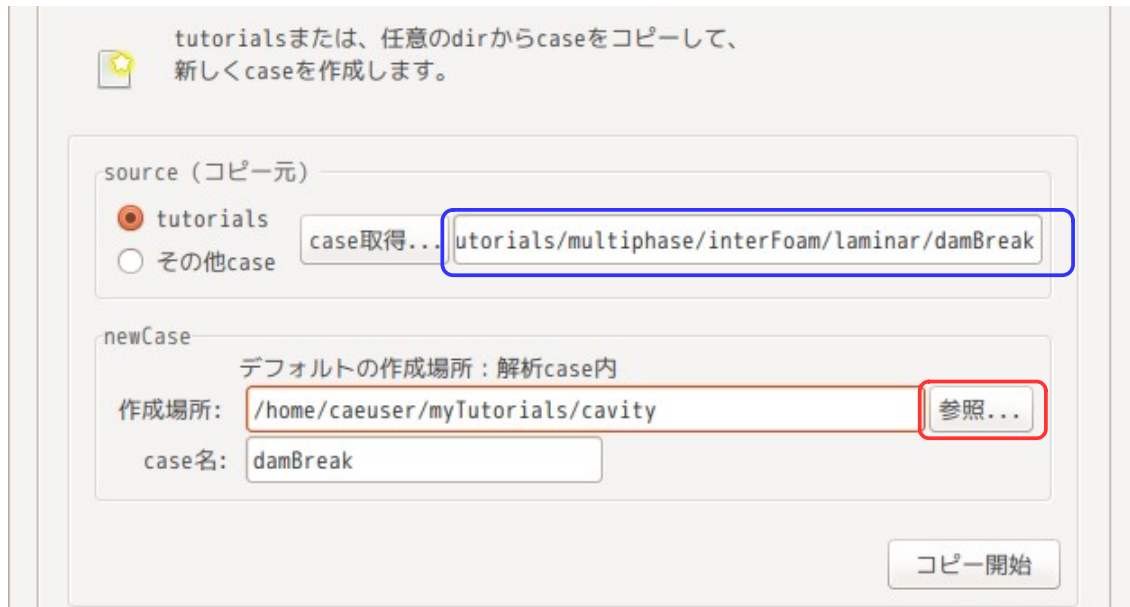 tutorialsまたは、任意のdirからcaseをコピーして、
新しくcaseを作成します。
source (コピー元)
tutorials
その他case
case取得...
utorials/multiphase/interFoam/laminar/damBreak
newCase
デフォルトの作成場所：解析case内
作成場所:
/home/caeuser/myTutorials/cavity
参照...
case名:
damBreak
コピー開始